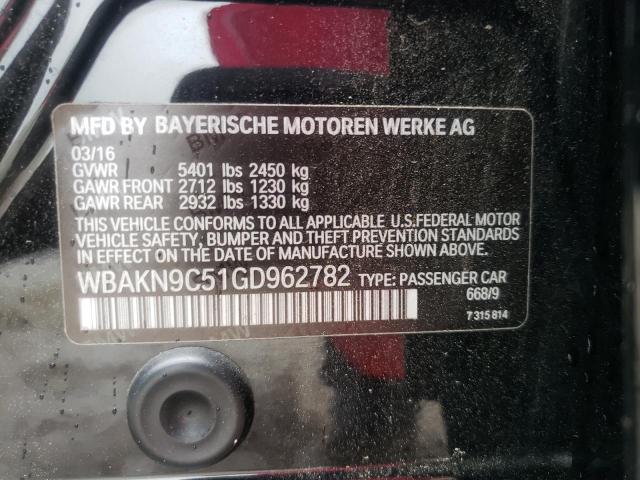 MFD BY BAYERISCHE MOTOREN WERKE AG
03/16
GVWR 5401 lbs 2450 kg
GAWR FRONT 2712 lbs 1230 kg
GAWR REAR 2932 lbs 1330 kg
THIS VEHICLE CONFORMS TO ALL APPLICABLE U.S.FEDERAL MOTOR
VEHICLE SAFETY, BUMPER AND THEFT PREVENTION STANDARDS
IN EFFECT ON THE DATE OF MANUFACTURE SHOWN ABOVE.
WBAKN9C51GD962782 TYPE: PASSENGER CAR
668/9
7 315 814